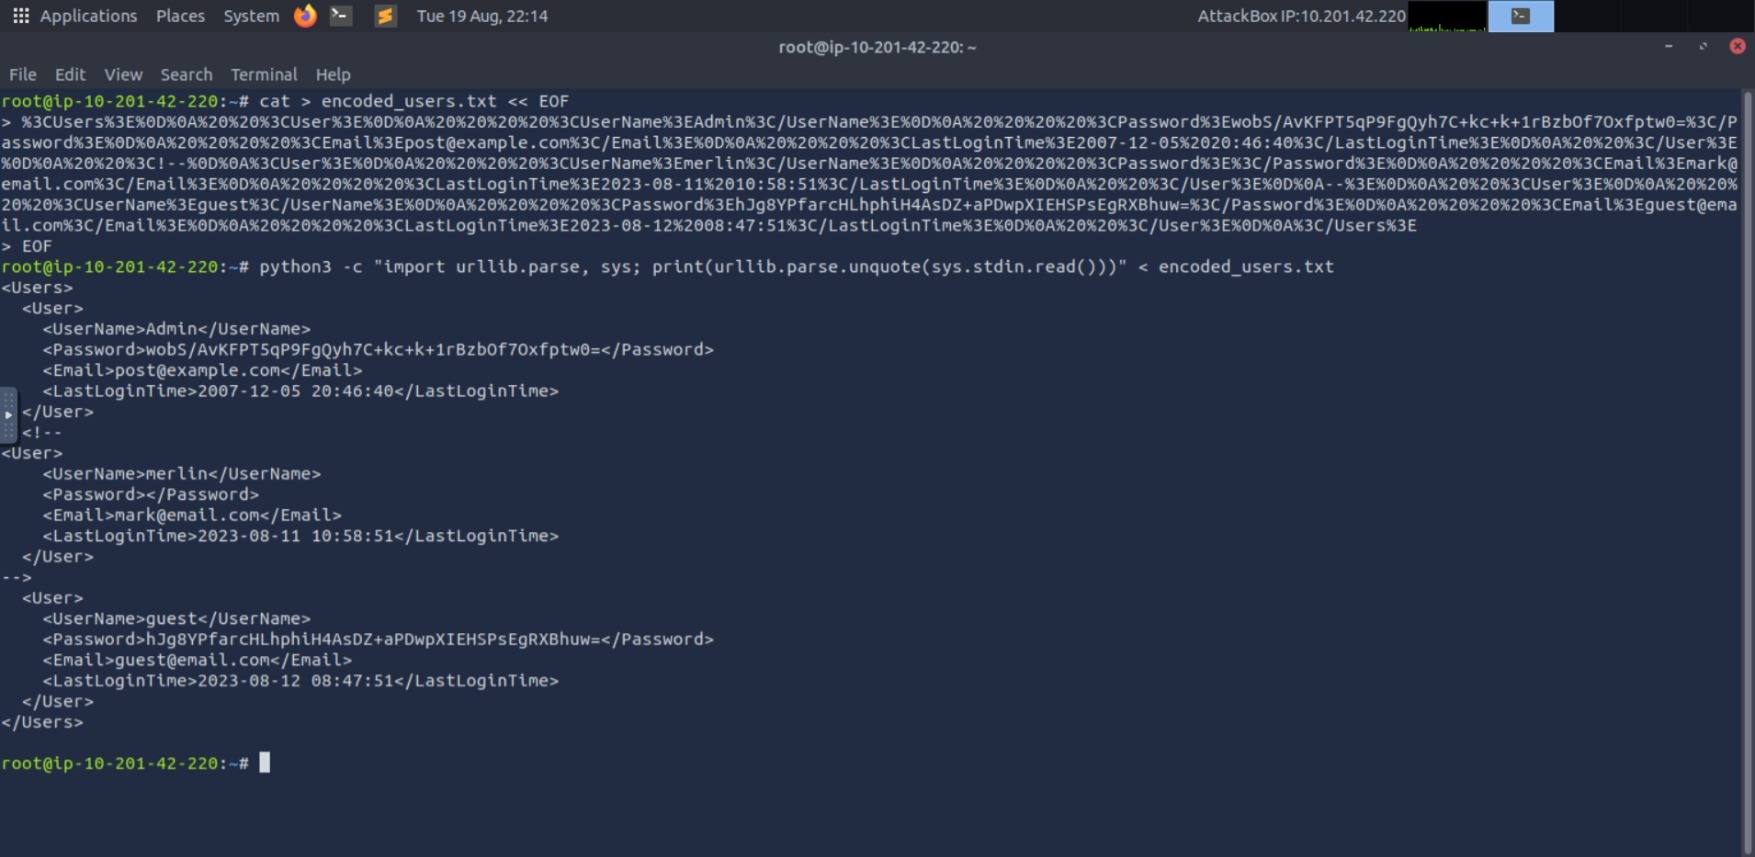 Applications Places System Tue 19 Aug, 22:14 AttackBox IP:10.201.42.220
root@ip-10-201-42-220: ~
File Edit View Search Terminal Help
root@ip-10-201-42-220:~# cat > encoded_users.txt << EOF
> %3CUsers%3E%0D%0A%20%20%3CUser%3E%0D%0A%20%20%20%20%3CUserName%3EAdmin%3C/UserName%3E%0D%0A%20%20%20%20%3CPassword%3EwobS/AvKFPT5qP9FgQyh7C+kc+k+1rBzbOf7Oxfptw0=%3C/P
assword%3E%0D%0A%20%20%20%20%3CEmail%3Epost@example.com%3C/Email%3E%0D%0A%20%20%20%20%3CLastLoginTime%3E2007-12-05%2020:46:40%3C/LastLoginTime%3E%0D%0A%20%20%3C/User%3E
%0D%0A%20%20%3C!--%0D%0A%3CUser%3E%0D%0A%20%20%20%20%3CUserName%3Emerlin%3C/UserName%3E%0D%0A%20%20%20%20%3CPassword%3E%3C/Password%3E%0D%0A%20%20%20%20%3CEmail%3Emark@
email.com%3C/Email%3E%0D%0A%20%20%20%20%3CLastLoginTime%3E2023-08-11%2010:58:51%3C/LastLoginTime%3E%0D%0A%20%20%3C/User%3E%0D%0A--%3E%0D%0A%20%20%3CUser%3E%0D%0A%20%20%
20%20%3CUserName%3Eguest%3C/UserName%3E%0D%0A%20%20%20%20%3CPassword%3EhJg8YPfarcHLhphiH4AsDZ+aPDwpXIEHSPsEgRXBhuw=%3C/Password%3E%0D%0A%20%20%20%20%3CEmail%3Eguest@ema
il.com%3C/Email%3E%0D%0A%20%20%20%20%3CLastLoginTime%3E2023-08-12%2008:47:51%3C/LastLoginTime%3E%0D%0A%20%20%3C/User%3E%0D%0A%3C/Users%3E
> EOF
root@ip-10-201-42-220:~# python3 -c "import urllib.parse, sys; print(urllib.parse.unquote(sys.stdin.read()))" < encoded_users.txt
<Users>
  <User>
    <UserName>Admin</UserName>
    <Password>wobS/AvKFPT5qP9FgQyh7C+kc+k+1rBzbOf7Oxfptw0=</Password>
    <Email>post@example.com</Email>
    <LastLoginTime>2007-12-05 20:46:40</LastLoginTime>
  </User>
  <!--
<User>
    <UserName>merlin</UserName>
    <Password></Password>
    <Email>mark@email.com</Email>
    <LastLoginTime>2023-08-11 10:58:51</LastLoginTime>
  </User>
-->
  <User>
    <UserName>guest</UserName>
    <Password>hJg8YPfarcHLhphiH4AsDZ+aPDwpXIEHSPsEgRXBhuw=</Password>
    <Email>guest@email.com</Email>
    <LastLoginTime>2023-08-12 08:47:51</LastLoginTime>
  </User>
</Users>
root@ip-10-201-42-220:~#